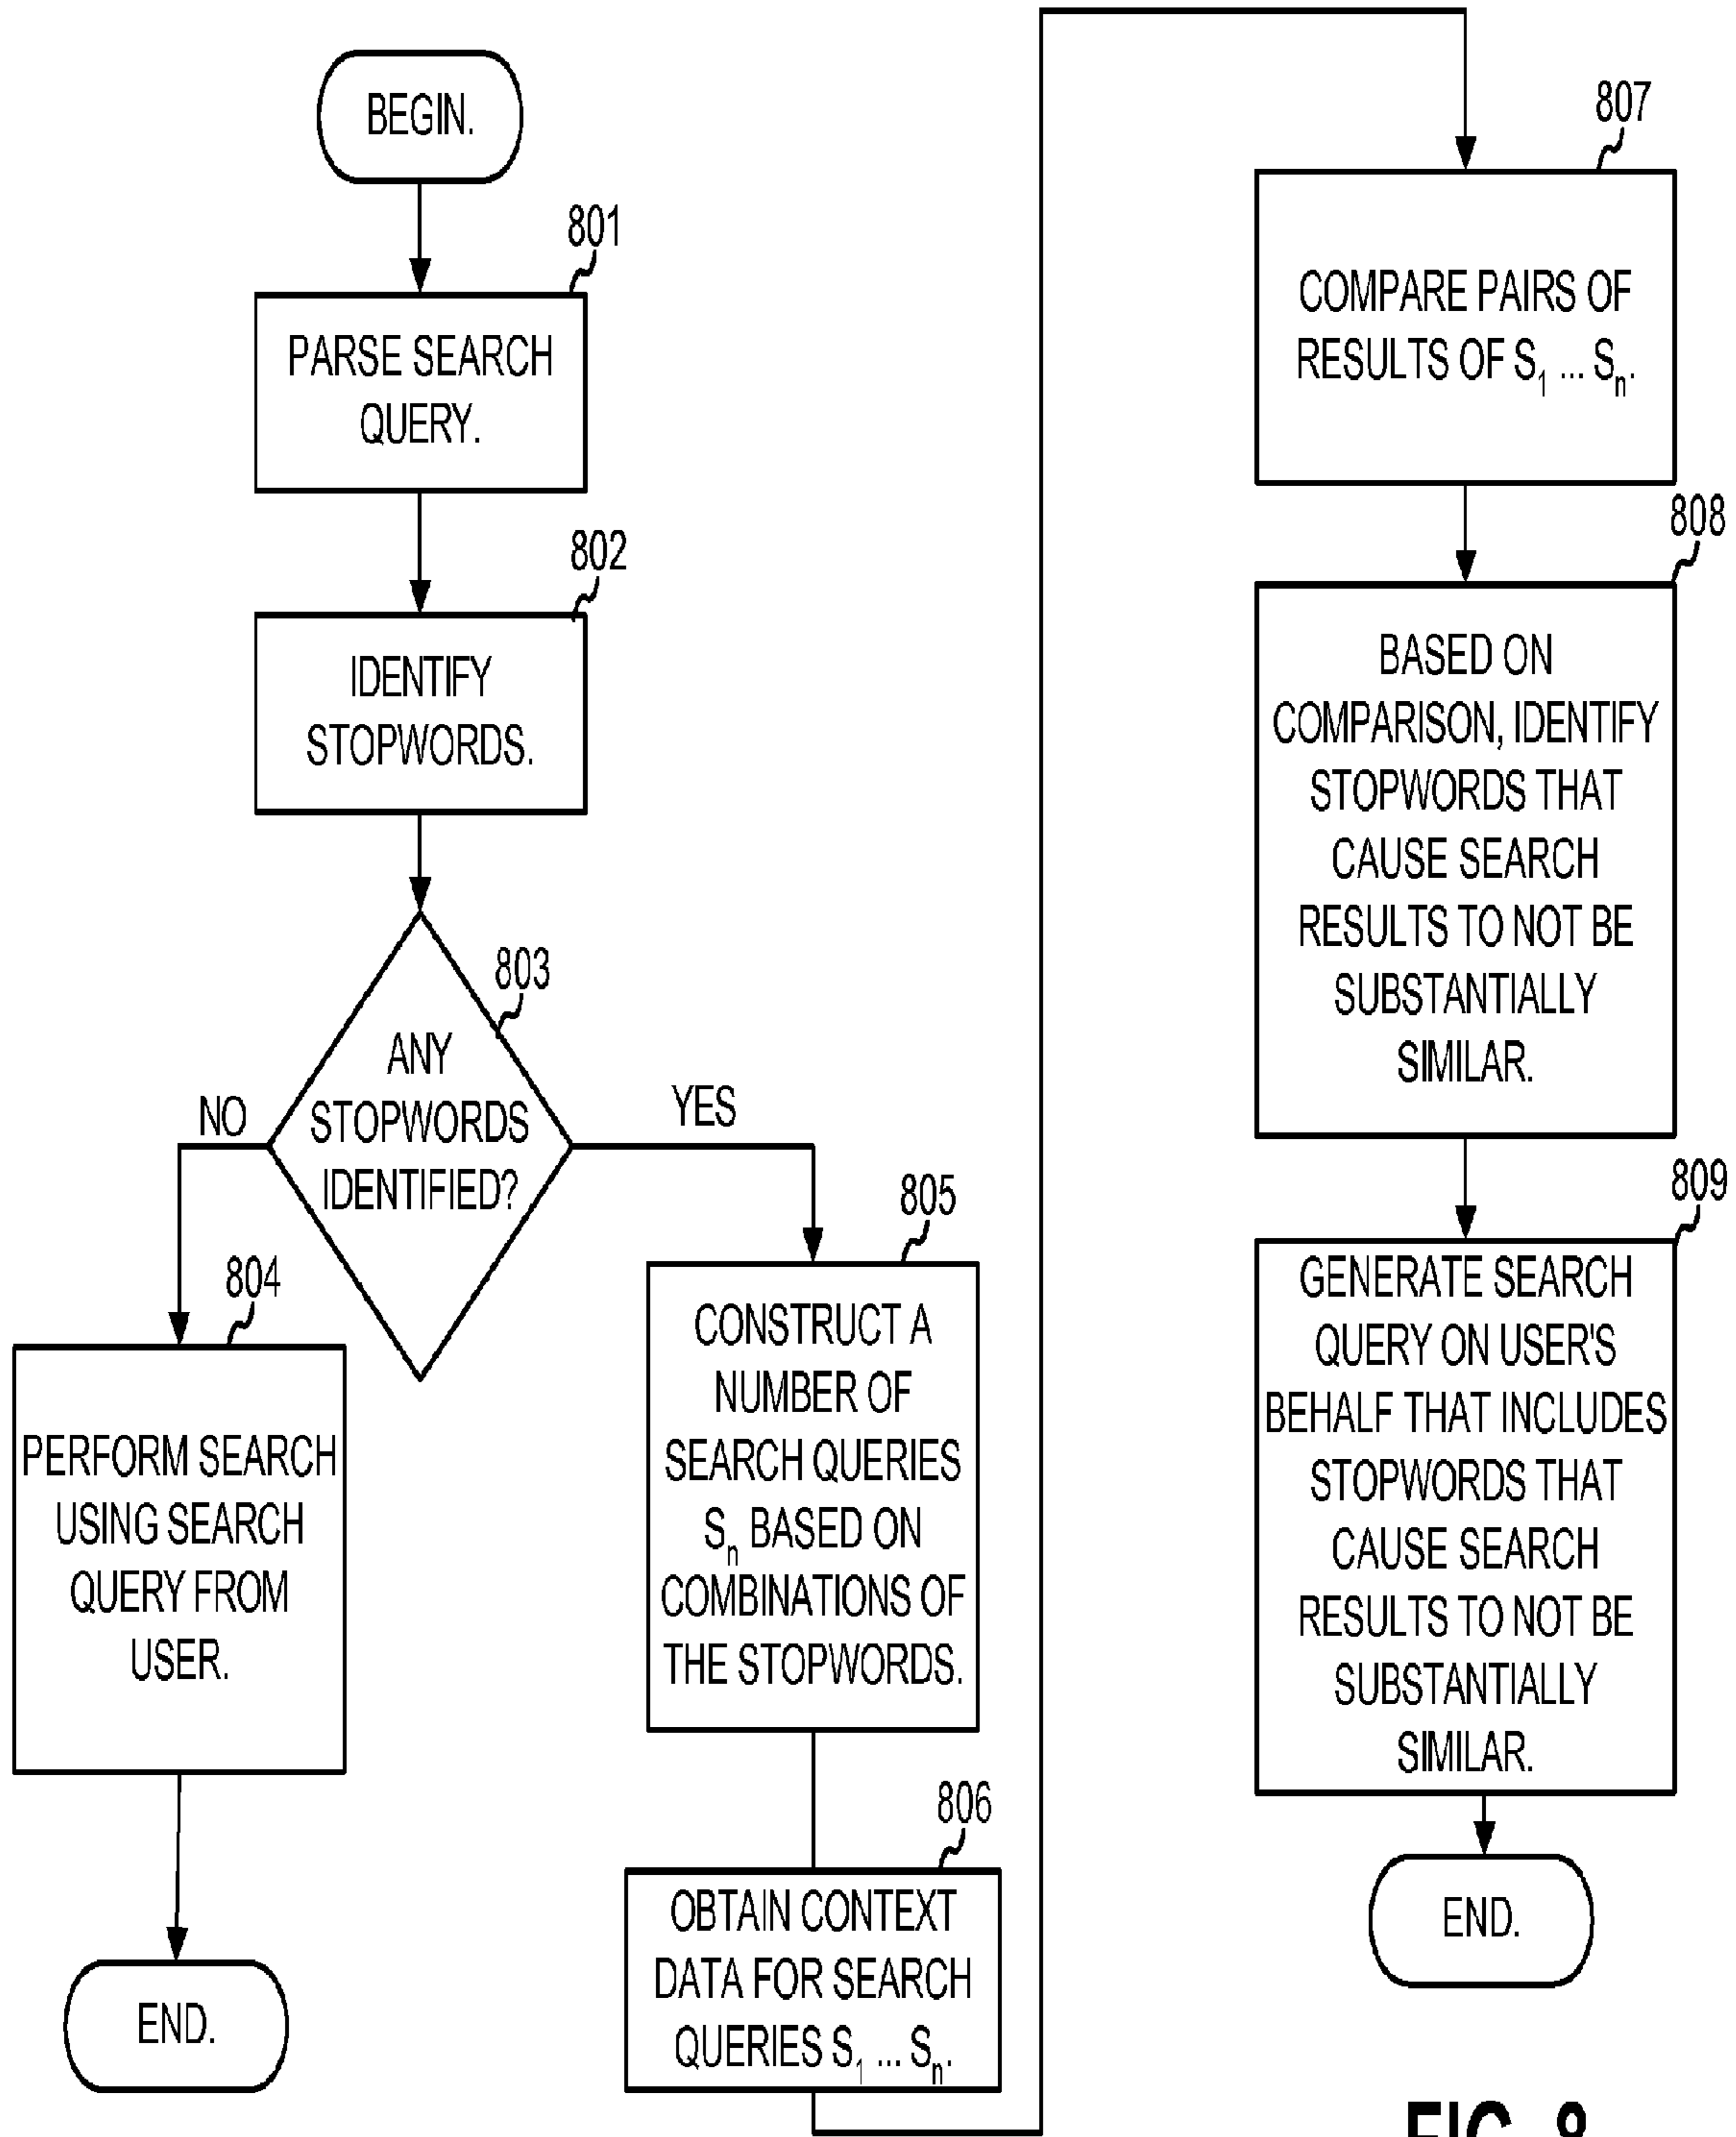 BEGIN.
801
PARSE SEARCH
QUERY.
802
IDENTIFY
STOPWORDS.
803
ANY
STOPWORDS
IDENTIFIED?
NO
YES
804
PERFORM SEARCH
USING SEARCH
QUERY FROM
USER.
END.
805
CONSTRUCT A
NUMBER OF
SEARCH QUERIES
Sn BASED ON
COMBINATIONS OF
THE STOPWORDS.
806
OBTAIN CONTEXT
DATA FOR SEARCH
QUERIES S1 ... Sn.
807
COMPARE PAIRS OF
RESULTS OF S1 ... Sn.
808
BASED ON
COMPARISON, IDENTIFY
STOPWORDS THAT
CAUSE SEARCH
RESULTS TO NOT BE
SUBSTANTIALLY
SIMILAR.
809
GENERATE SEARCH
QUERY ON USER'S
BEHALF THAT INCLUDES
STOPWORDS THAT
CAUSE SEARCH
RESULTS TO NOT BE
SUBSTANTIALLY
SIMILAR.
END.
FIG. 8